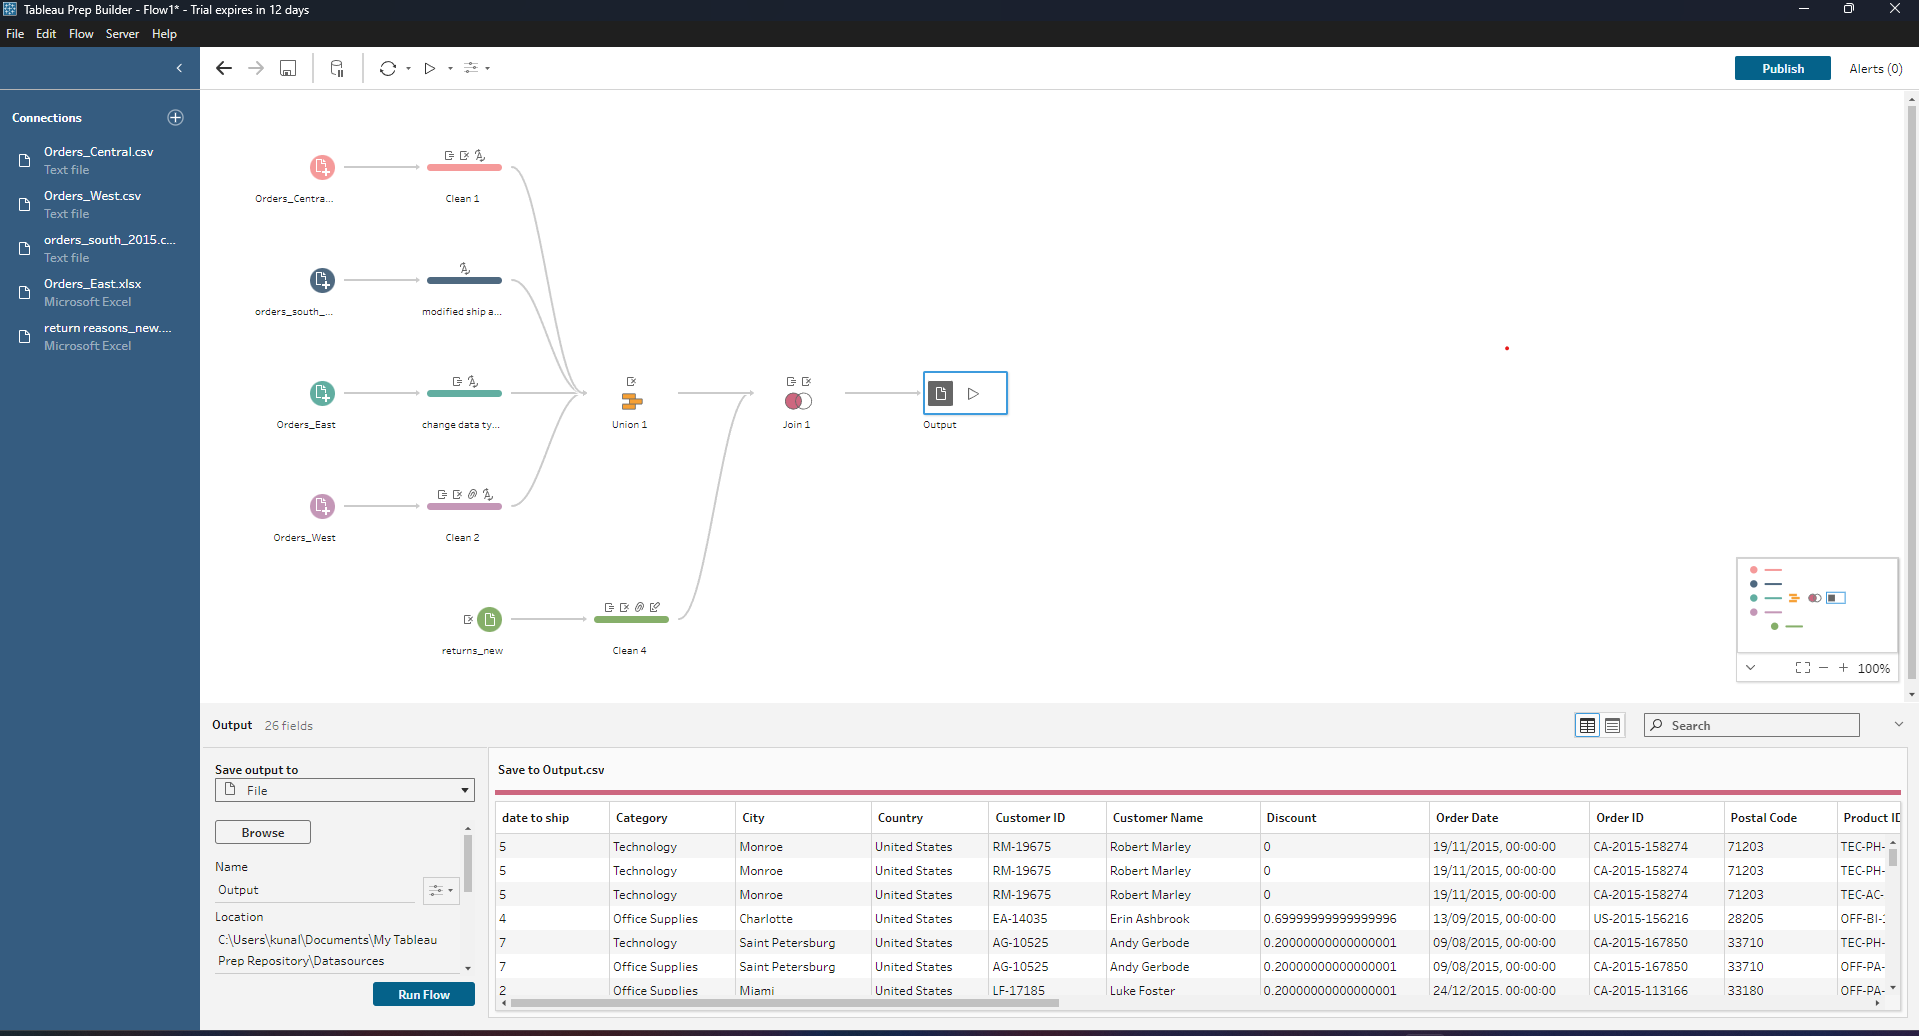 Tableau Prep Builder - Flow1* - Trial expires in 12 days
File Edit Flow Server Help
Publish Alerts (0)
Connections
Orders_Central.csv
Text file
Orders_West.csv
Text file
orders_south_2015.c...
Text file
Orders_East.xlsx
Microsoft Excel
return reasons_new....
Microsoft Excel
Orders_Centra... Clean 1
orders_south_... modified ship a...
Orders_East change data ty... Union 1 Join 1 Output
Orders_West Clean 2
returns_new Clean 4
100%
Output 26 fields Search
Save output to
File
Browse
Name
Output
Location
C:\Users\kunal\Documents\My Tableau
Prep Repository\Datasources
Run Flow
Save to Output.csv
date to ship Category City Country Customer ID Customer Name Discount Order Date Order ID Postal Code Product ID
5 Technology Monroe United States RM-19675 Robert Marley 0 19/11/2015, 00:00:00 CA-2015-158274 71203 TEC-PH-
5 Technology Monroe United States RM-19675 Robert Marley 0 19/11/2015, 00:00:00 CA-2015-158274 71203 TEC-PH-
5 Technology Monroe United States RM-19675 Robert Marley 0 19/11/2015, 00:00:00 CA-2015-158274 71203 TEC-AC-
4 Office Supplies Charlotte United States EA-14035 Erin Ashbrook 0.69999999999999996 13/09/2015, 00:00:00 US-2015-156216 28205 OFF-BI-
7 Technology Saint Petersburg United States AG-10525 Andy Gerbode 0.20000000000000001 09/08/2015, 00:00:00 CA-2015-167850 33710 TEC-PH-
7 Office Supplies Saint Petersburg United States AG-10525 Andy Gerbode 0.20000000000000001 09/08/2015, 00:00:00 CA-2015-167850 33710 OFF-PA-
2 Office Supplies Miami United States LF-17185 Luke Foster 0.20000000000000001 24/12/2015, 00:00:00 CA-2015-113166 33180 OFF-PA-